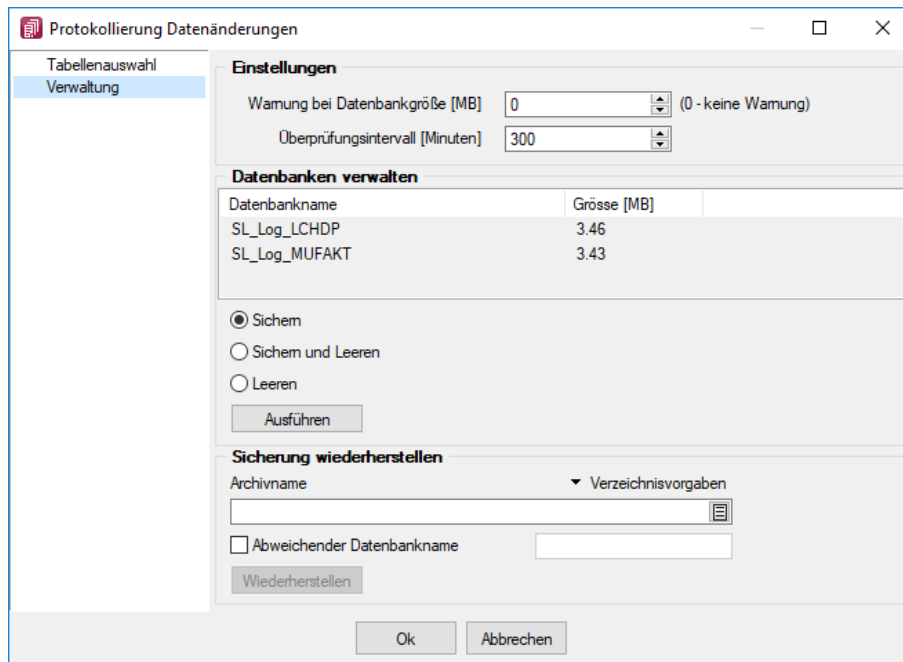 Protokollierung Datenänderungen
Tabellenauswahl
Verwaltung
Einstellungen
Warnung bei Datenbankgröße [MB] 0 (0 - keine Warnung)
Überprüfungsintervall [Minuten] 300
Datenbanken verwalten
Datenbankname Grösse [MB]
SL_Log_LCHDP 3.46
SL_Log_MUFAKT 3.43
Sichern
Sichern und Leeren
Leeren
Ausführen
Sicherung wiederherstellen
Archivname Verzeichnisvorgaben
Abweichender Datenbankname
Wiederherstellen
Ok Abbrechen